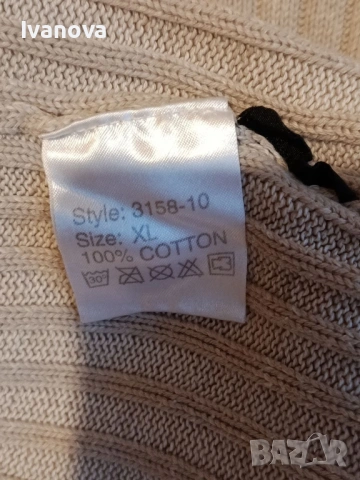 Ivanova
Style: 3158-10
Size: XL
100% COTTON
30°
BAZAR